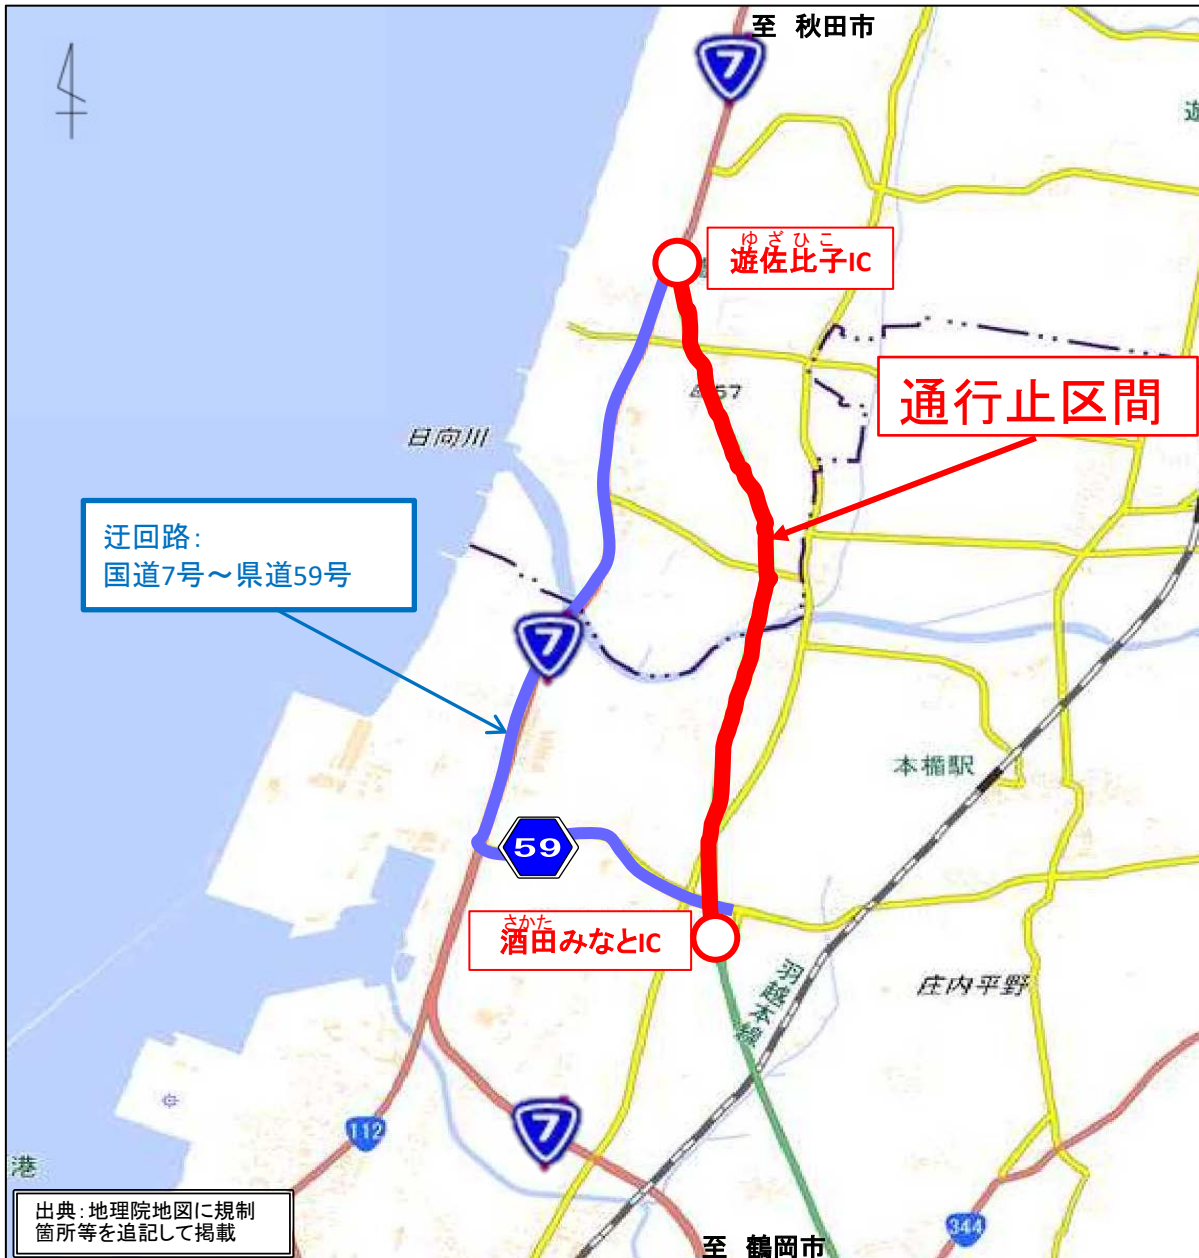 至 秋田市
7
遊
ゆざひこ
遊佐比子IC
通行止区間
日向川
迂回路:
国道7号～県道59号
7
本楯駅
59
さかた
酒田みなとIC
羽越本線
庄内平野
7
112
港
344
出典:地理院地図に規制
箇所等を追記して掲載
至 鶴岡市